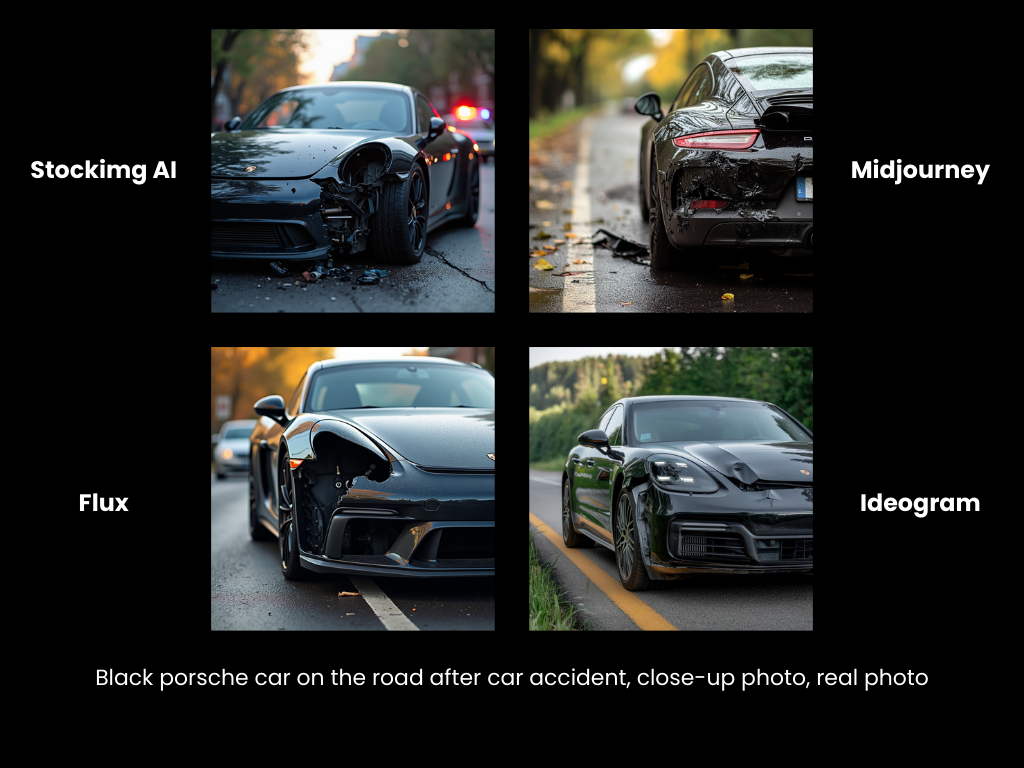 Stockimg AI
Midjourney
Flux
Ideogram
Black porsche car on the road after car accident, close-up photo, real photo